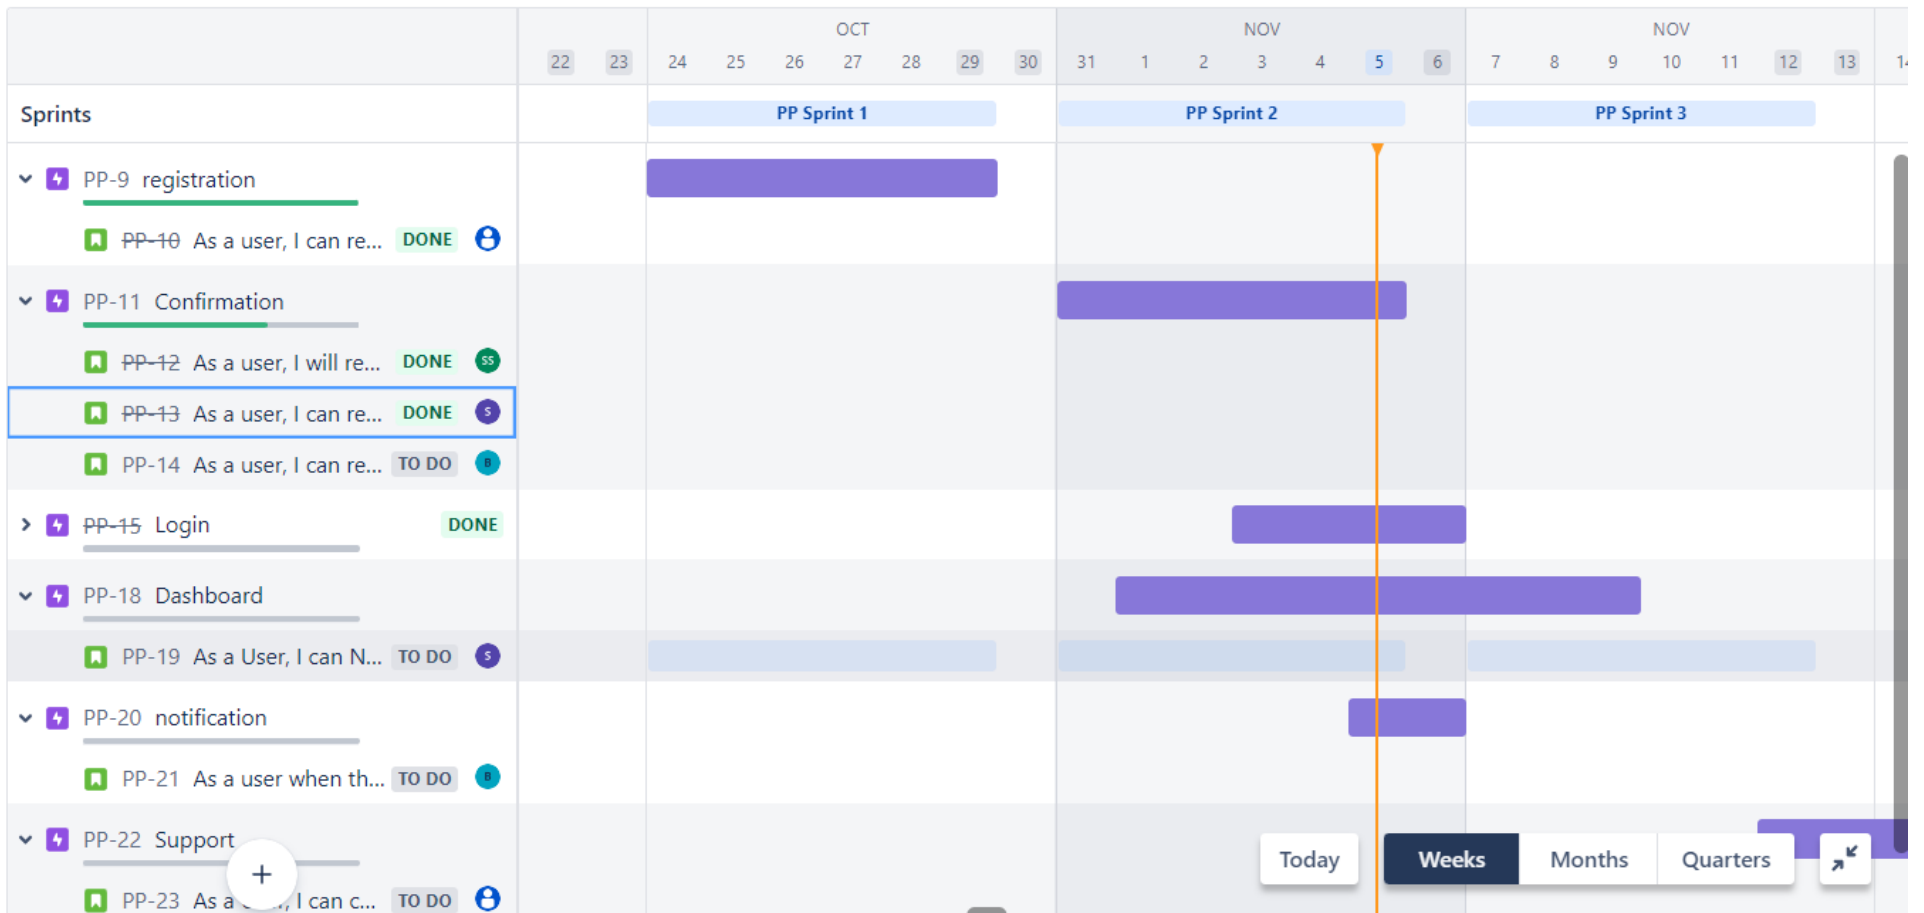 OCT NOV NOV
22 23 24 25 26 27 28 29 30 31 1 2 3 4 5 6 7 8 9 10 11 12 13
Sprints PP Sprint 1 PP Sprint 2 PP Sprint 3
PP-9 registration
PP-10 As a user, I can re... DONE
PP-11 Confirmation
PP-12 As a user, I will re... DONE SS
PP-13 As a user, I can re... DONE S
PP-14 As a user, I can re... TO DO B
PP-15 Login DONE
PP-18 Dashboard
PP-19 As a User, I can N... TO DO S
PP-20 notification
PP-21 As a user when th... TO DO B
PP-22 Support
Today Weeks Months Quarters
+
PP-23 As a I can c... TO DO